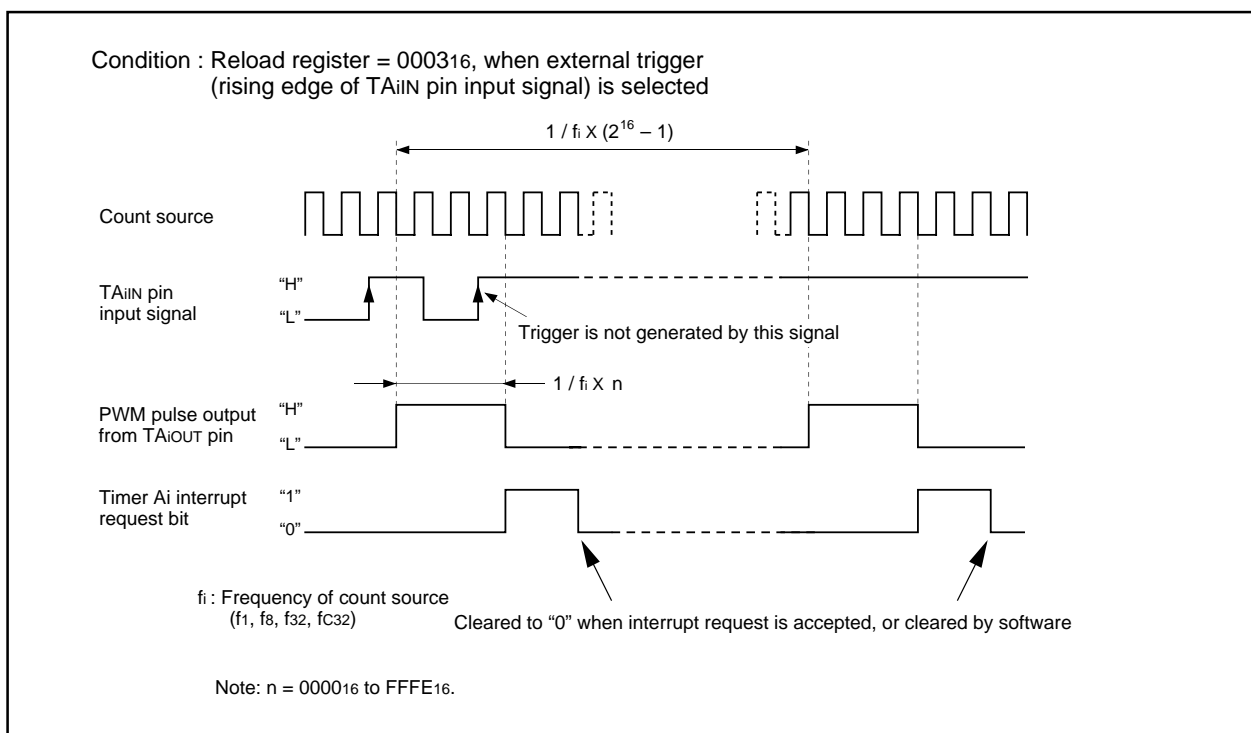 Condition : Reload register = 000316, when external trigger
(rising edge of TAiIN pin input signal) is selected
1 / fi X (2^16 – 1)
Count source
TAiIN pin
input signal
“H”
“L”
Trigger is not generated by this signal
1 / fi X n
PWM pulse output
from TAiOUT pin
“H”
“L”
Timer Ai interrupt
request bit
“1”
“0”
fi : Frequency of count source
(f1, f8, f32, fC32)
Cleared to “0” when interrupt request is accepted, or cleared by software
Note: n = 000016 to FFFE16.